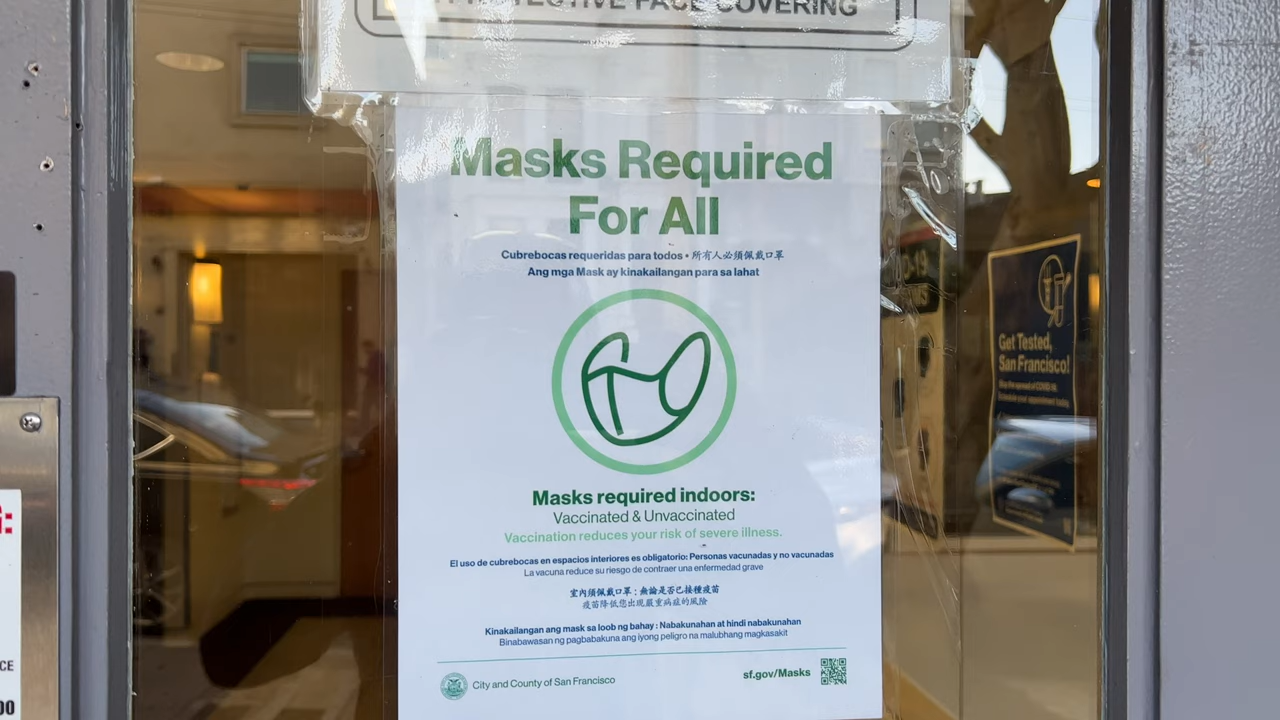 PROTECTIVE FACE COVERING
Masks Required
For All
Cubrebocas requeridas para todos • 所有人必須佩戴口罩
Ang mga Mask ay kinakailangan para sa lahat
Masks required indoors:
Vaccinated & Unvaccinated
Vaccination reduces your risk of severe illness.
El uso de cubrebocas en espacios interiores es obligatorio: Personas vacunadas y no vacunadas
La vacuna reduce su riesgo de contraer una enfermedad grave
室內須佩戴口罩：無論是否已接種疫苗
疫苗降低您出現嚴重病症的風險
Kinakailangan ang mask sa loob ng bahay : Nabakunahan at hindi nabakunahan
Binabawasan ng pagbabakuna ang iyong peligro na malubhang magkasakit
City and County of San Francisco
sf.gov/Masks
Get Tested,
San Francisco!